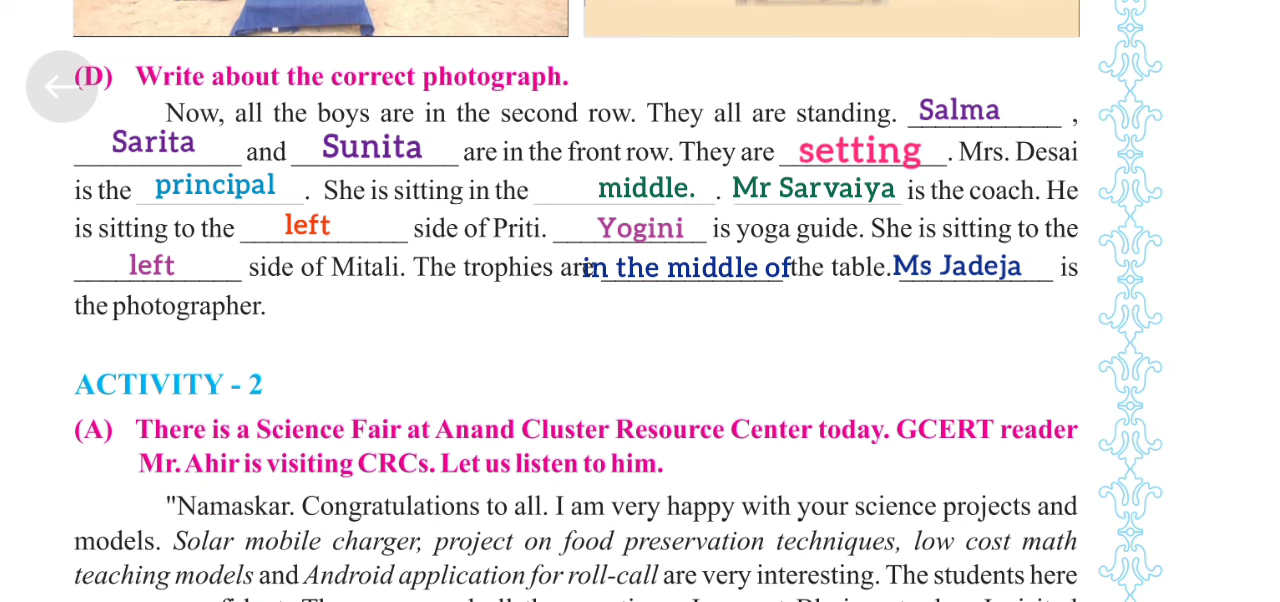 (D) Write about the correct photograph.
Now, all the boys are in the second row. They all are standing. Salma ,
Sarita and Sunita are in the front row. They are setting . Mrs. Desai
is the principal . She is sitting in the middle. . Mr Sarvaiya is the coach. He
is sitting to the left side of Priti. Yogini is yoga guide. She is sitting to the
left side of Mitali. The trophies are in the middle of the table. Ms Jadeja is
the photographer.
ACTIVITY - 2
(A) There is a Science Fair at Anand Cluster Resource Center today. GCERT reader
Mr. Ahir is visiting CRCs. Let us listen to him.
"Namaskar. Congratulations to all. I am very happy with your science projects and
models. Solar mobile charger, project on food preservation techniques, low cost math
teaching models and Android application for roll-call are very interesting. The students here